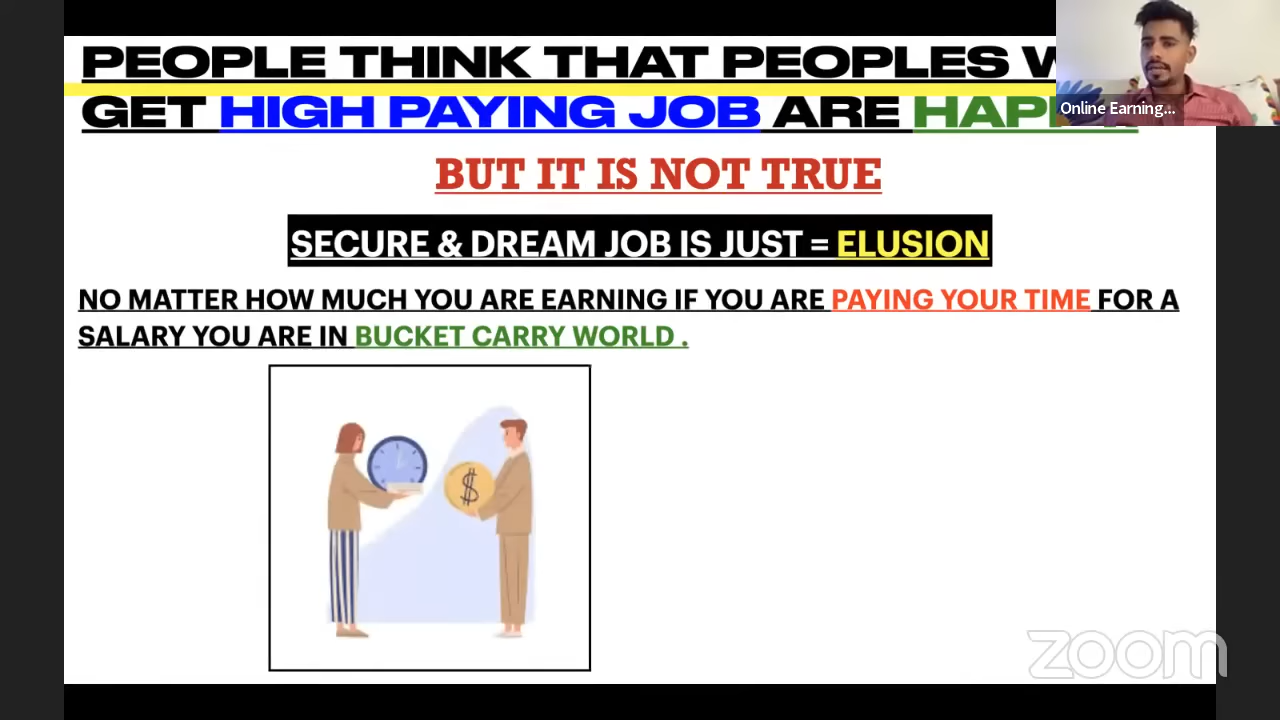 PEOPLE THINK THAT PEOPLES
GET HIGH PAYING JOB ARE
Online Earning...
BUT IT IS NOT TRUE
SECURE & DREAM JOB IS JUST = ELUSION
NO MATTER HOW MUCH YOU ARE EARNING IF YOU ARE PAYING YOUR TIME FOR A
SALARY YOU ARE IN BUCKET CARRY WORLD .
$
zoom